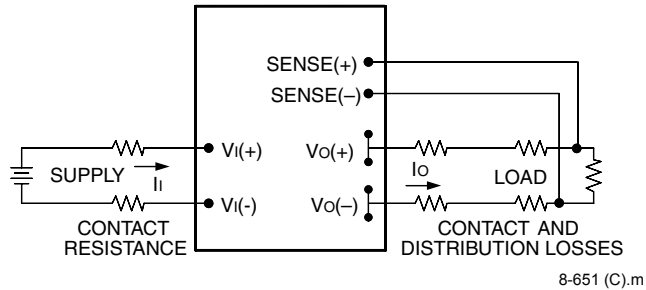 SENSE(+)
SENSE(–)
VI(+)
VO(+)
IO
SUPPLY
II
LOAD
VI(-)
VO(–)
CONTACT
RESISTANCE
CONTACT AND
DISTRIBUTION LOSSES
8-651 (C).m